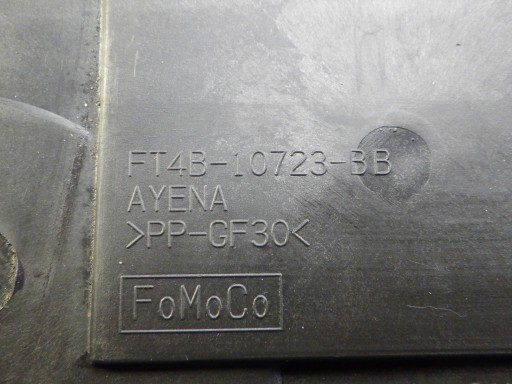 FT4B-10723-BB
AYENA
>PP-GF30<
FoMoCo